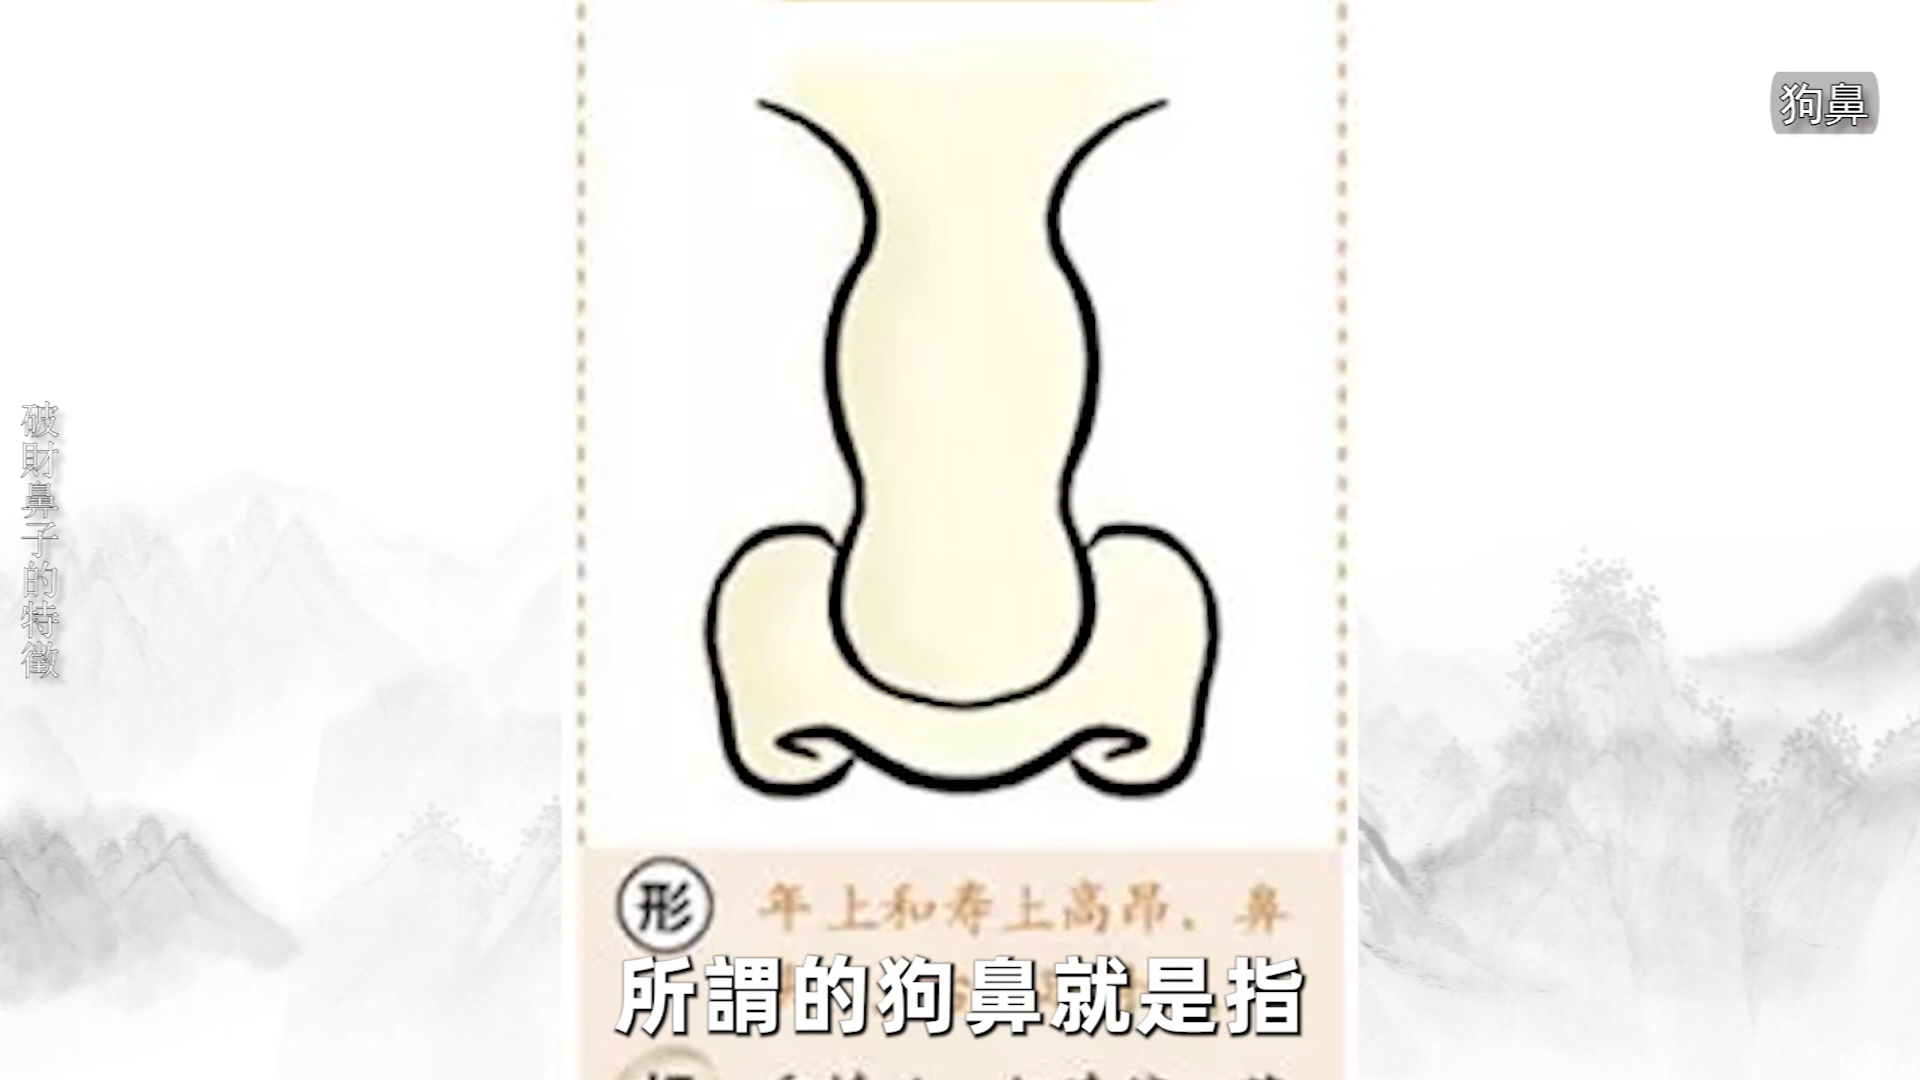 狗鼻
破財鼻子的特徵
形
年上和寿上高昂、鼻
所謂的狗鼻就是指